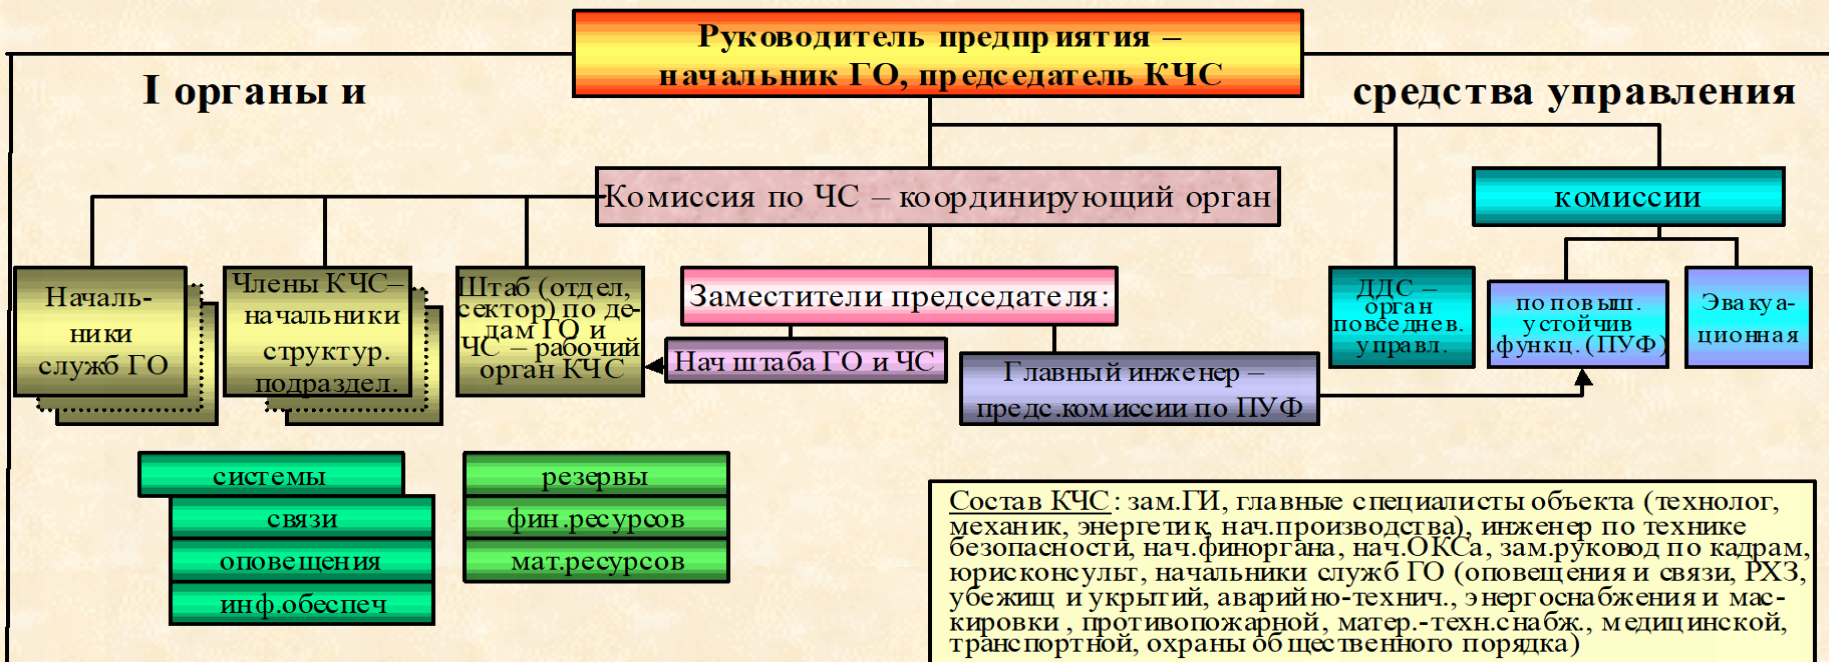 Руководитель предприятия –
начальник ГО, председатель КЧС
I органы и
средства управления
Комиссия по ЧС – координирующий орган
комиссии
Началь-
ники
служб ГО
Члены КЧС–
начальники
структур.
подраздел.
Штаб (отдел,
сектор) по де-
лам ГО и
ЧС – рабочий
орган КЧС
Заместители председателя:
Нач штаба ГО и ЧС
Главный инженер –
предс.комиссии по ПУФ
ДДС –
орган
повседнев.
управл.
по повыш.
устойчив
.функц. (ПУФ)
Эвакуа-
ционная
системы
связи
оповещения
инф.обеспеч
резервы
фин.ресурсов
мат.ресурсов
Состав КЧС: зам.ГИ, главные специалисты объекта (технолог,
механик, энергетик, нач.производства), инженер по технике
безопасности, нач.финоргана, нач.ОКСа, зам.руковод по кадрам,
юрисконсульт, начальники служб ГО (оповещения и связи, РХЗ,
убежищ и укрытий, аварийно-технич., энергоснабжения и мас-
кировки , противопожарной, матер.-техн.снабж., медицинской,
транспортной, охраны общественного порядка)